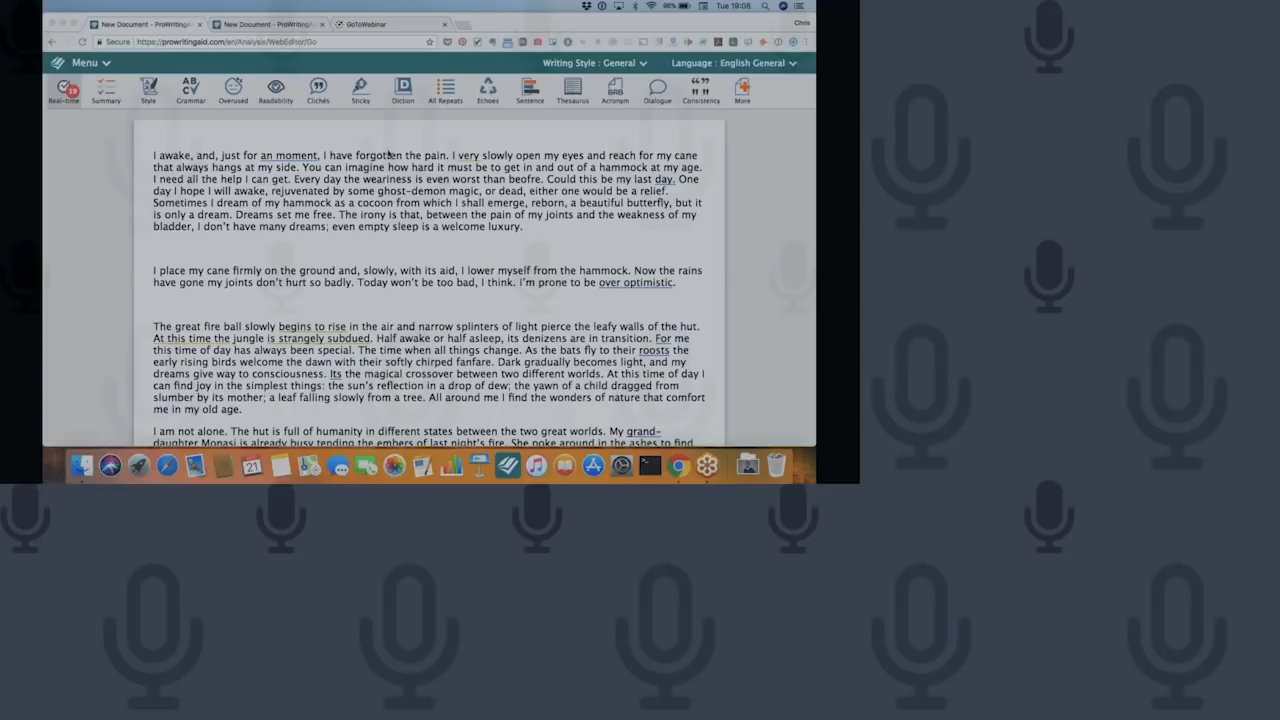 96% Tue 19:08
New Document - ProWriting New Document - ProWritingA GoToWebinar Chris
Secure https://prowritingaid.com/en/Analysis/WebEditor/Go
Menu Writing Style : General Language : English General
19
Real-time Summary Style Grammar Overused Readability Clichés Sticky Diction All Repeats Echoes Sentence Thesaurus Acronym Dialogue Consistency More
I awake, and, just for an moment, I have forgotten the pain. I very slowly open my eyes and reach for my cane
that always hangs at my side. You can imagine how hard it must be to get in and out of a hammock at my age.
I need all the help I can get. Every day the weariness is even worst than beofre. Could this be my last day. One
day I hope I will awake, rejuvenated by some ghost-demon magic, or dead, either one would be a relief.
Sometimes I dream of my hammock as a cocoon from which I shall emerge, reborn, a beautiful butterfly, but it
is only a dream. Dreams set me free. The irony is that, between the pain of my joints and the weakness of my
bladder, I don't have many dreams; even empty sleep is a welcome luxury.
I place my cane firmly on the ground and, slowly, with its aid, I lower myself from the hammock. Now the rains
have gone my joints don't hurt so badly. Today won't be too bad, I think. I'm prone to be over optimistic.
The great fire ball slowly begins to rise in the air and narrow splinters of light pierce the leafy walls of the hut.
At this time the jungle is strangely subdued. Half awake or half asleep, its denizens are in transition. For me
this time of day has always been special. The time when all things change. As the bats fly to their roosts the
early rising birds welcome the dawn with their softly chirped fanfare. Dark gradually becomes light, and my
dreams give way to consciousness. Its the magical crossover between two different worlds. At this time of day I
can find joy in the simplest things: the sun's reflection in a drop of dew; the yawn of a child dragged from
slumber by its mother; a leaf falling slowly from a tree. All around me I find the wonders of nature that comfort
me in my old age.
I am not alone. The hut is full of humanity in different states between the two great worlds. My grand-
daughter Monasi is already busy tending the embers of last night's fire. She poke around in the ashes to find
21